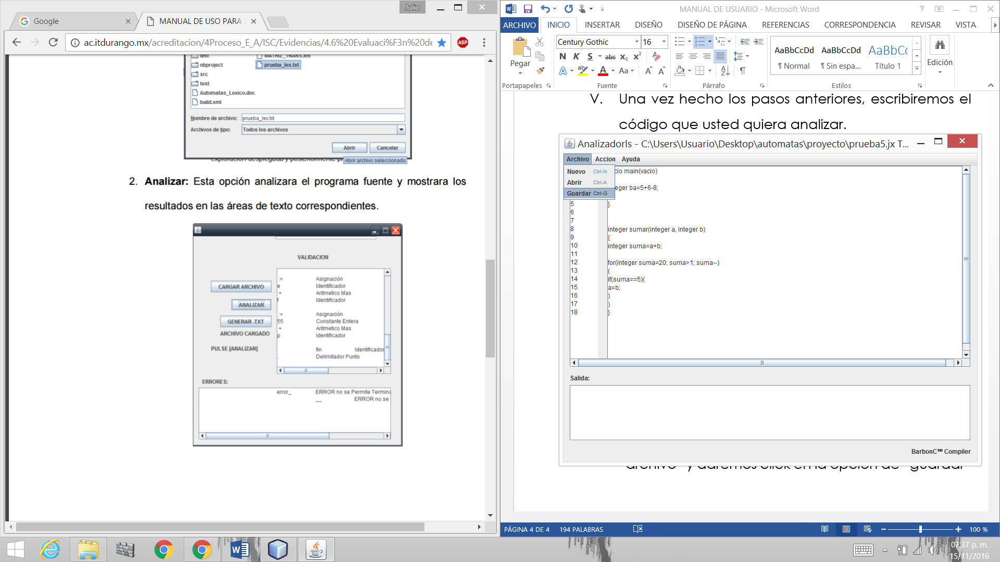 Julio
Google
MANUAL DE USO PARA
ac.itdurango.mx/acreditacion/4Proceso_E_A/ISC/Evidencias/4.6%20Evaluaci%F3n%20de
ABP
dist
MATRIZ_TRANS.xls
nbproject
prueba_lex.txt
src
test
Automatas_Lexico.doc
build.xml
Nombre de archivo: prueba_lex.txt
Archivos de tipo: Todos los archivos
Abrir Cancelar
Abrir archivo seleccionado
2. Analizar: Esta opción analizara el programa fuente y mostrara los
resultados en las áreas de texto correspondientes.
VALIDACION
CARGAR ARCHIVO
ANALIZAR
GENERAR .TXT
ARCHIVO CARGADO
PULSE [ANALIZAR]
:= Asignación
e Identificador
+ Aritmetico Mas
f Identificador
:= Asignación
55 Constante Entera
+ Aritmetico Mas
p Identificador
fin Identificador
. Delimitador Punto
ERRORES:
error_ ERROR no se Permite Termina
__ ERROR no se
MANUAL DE USUARIO - Microsoft Word
ARCHIVO INICIO INSERTAR DISEÑO DISEÑO DE PÁGINA REFERENCIAS CORRESPONDENCIA REVISAR VISTA
Pegar
Century Gothic 16
N K S abc x₂ x²
A ab A Aa A A
AaBbCcDd AaBbCcDd AaBbCc
¶ Normal ¶ Sin espa... Título 1
Edición
Portapapeles Fuente Párrafo Estilos
V. Una vez hecho los pasos anteriores, escribiremos el
código que usted quiera analizar.
Analizadorls - C:\Users\Usuario\Desktop\automatas\proyecto\prueba5.jx T...
Archivo Accion Ayuda
Nuevo Ctrl-N
Abrir Ctrl-A
Guardar Ctrl-G
cio main(vacio)
eger ba=5+6-8;
5 }
6
7
8 integer sumar(integer a, integer b)
9 {
10 integer suma=a+b;
11
12 for(integer suma=20; suma>1; suma--)
13 (
14 if(suma==5)(
15 a=b;
16 )
17 )
18 }
Salida:
BarbonC™ Compiler
archivo" y daremos click en la opción de "guardar"
PÁGINA 4 DE 4 194 PALABRAS
100 %
07:37 p. m.
15/11/2016